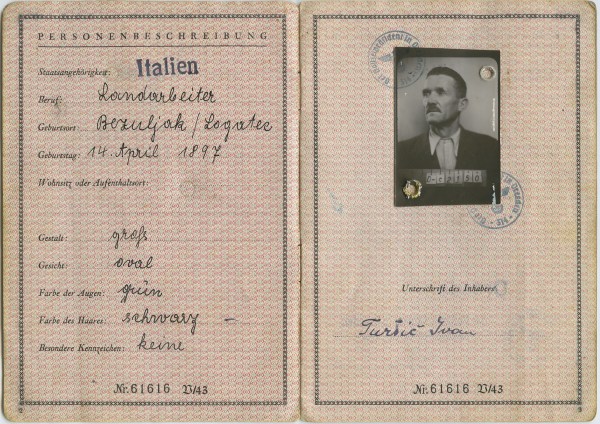 PERSONENBESCHREIBUNG
Staatsangehörigkeit: Italien
Beruf: Landarbeiter
Geburtsort: Bezuljak / Logatec
Geburtstag: 14. April 1897
Wohnsitz oder Aufenthaltsort:
Gestalt: groß
Gesicht: oval
Farbe der Augen: grün
Farbe des Haares: schwarz –
Besondere Kennzeichen: keine
Nr. 61616 V/43
Unterschrift des Inhabers
Turšič Ivan
Nr. 61616 V/43